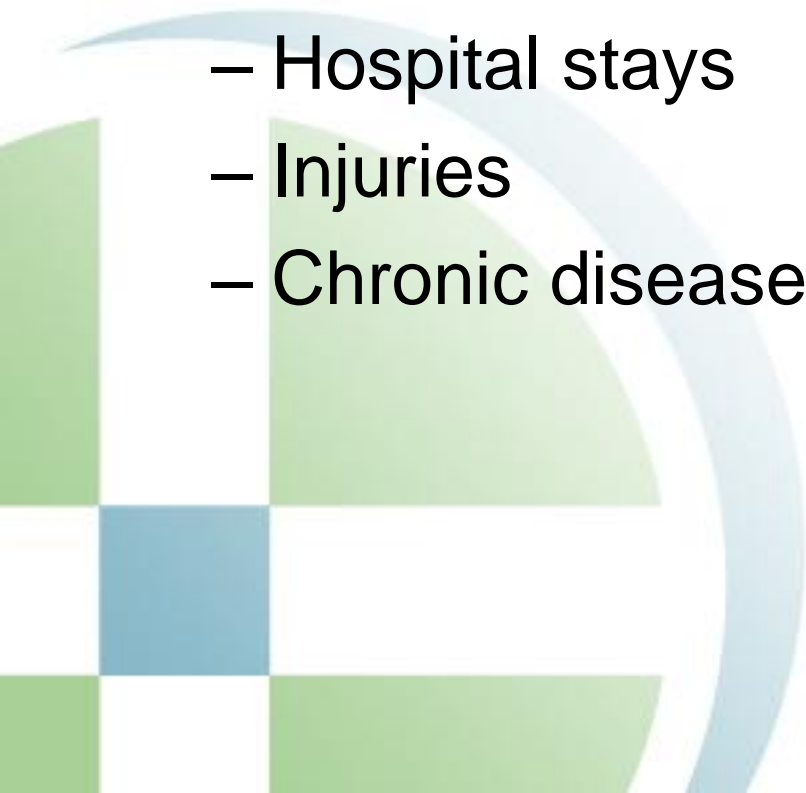 – Hospital stays
– Injuries
– Chronic disease